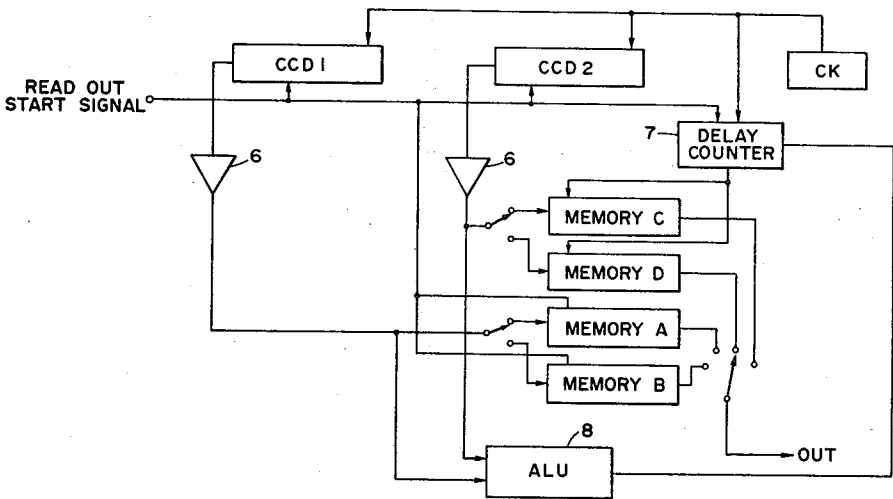 CCD 1
CCD 2
CK
READ OUT
START SIGNAL
6
6
7
DELAY
COUNTER
MEMORY C
MEMORY D
MEMORY A
MEMORY B
8
ALU
OUT